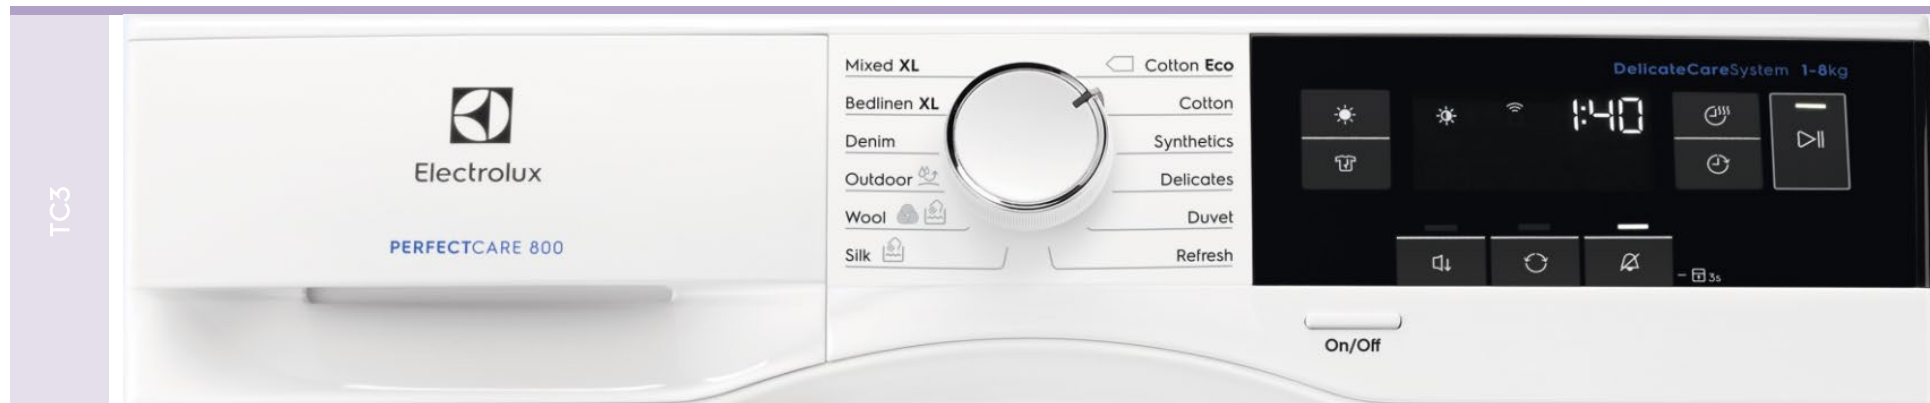 TC3
Electrolux
PERFECTCARE 800
Mixed XL
Bedlinen XL
Denim
Outdoor
Wool
Silk
Cotton Eco
Cotton
Synthetics
Delicates
Duvet
Refresh
DelicateCareSystem 1-8kg
1:40
3s
On/Off